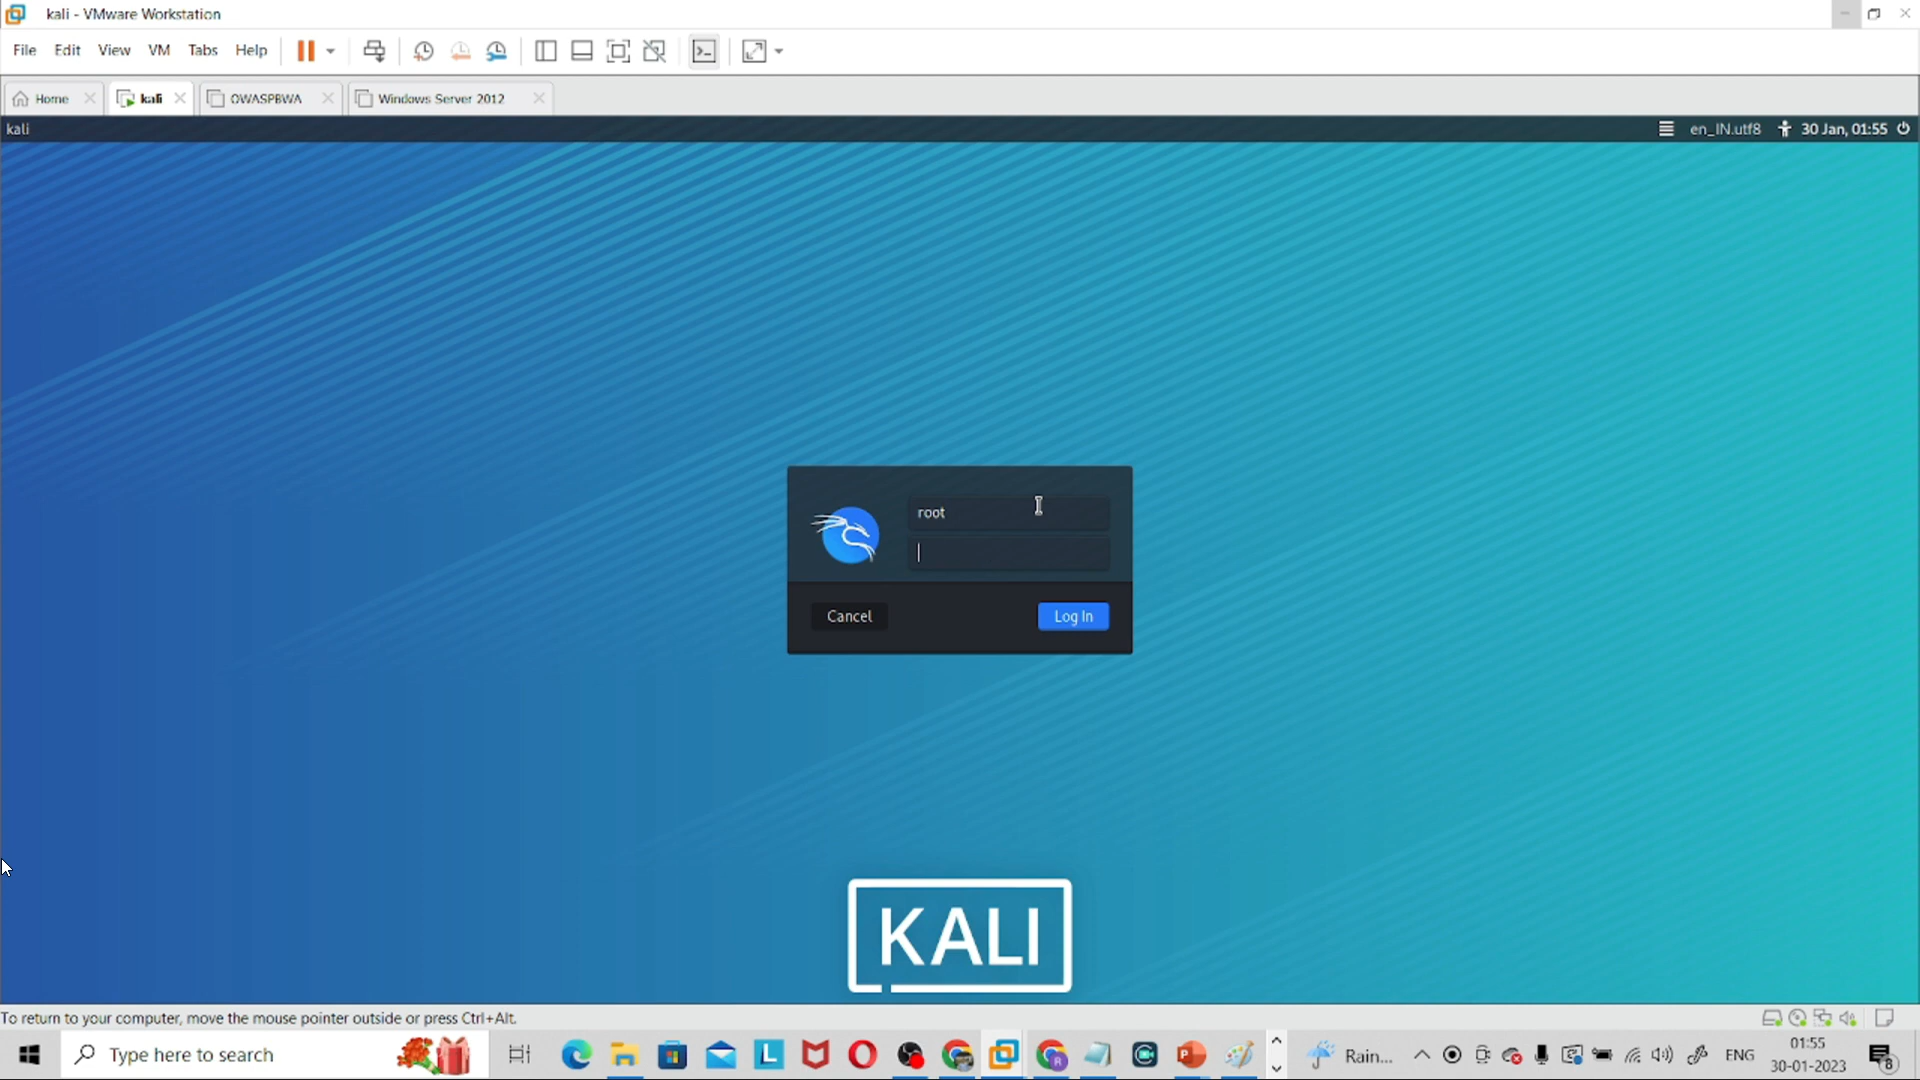 kali - VMware Workstation
File Edit View VM Tabs Help
Home kali OWASPBWA Windows Server 2012
kali en_IN.utf8 30 Jan, 01:55
root
Cancel Log In
KALI
To return to your computer, move the mouse pointer outside or press Ctrl+Alt.
Type here to search L R P Rain... ENG 01:55
30-01-2023 8